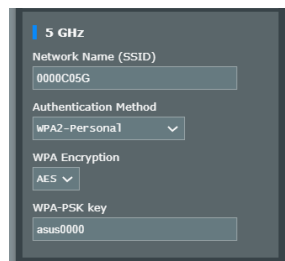 5 GHz
Network Name (SSID)
0000C05G
Authentication Method
WPA2-Personal
WPA Encryption
AES
WPA-PSK key
asus0000